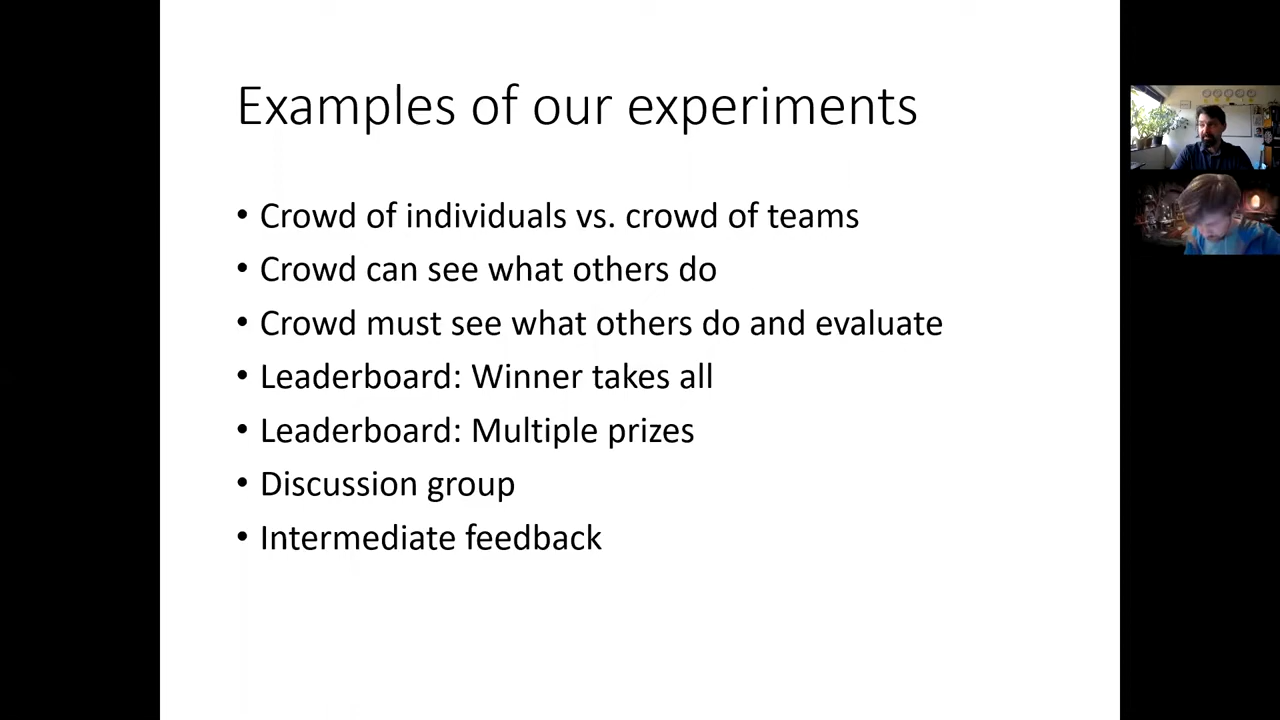 Examples of our experiments
• Crowd of individuals vs. crowd of teams
• Crowd can see what others do
• Crowd must see what others do and evaluate
• Leaderboard: Winner takes all
• Leaderboard: Multiple prizes
• Discussion group
• Intermediate feedback